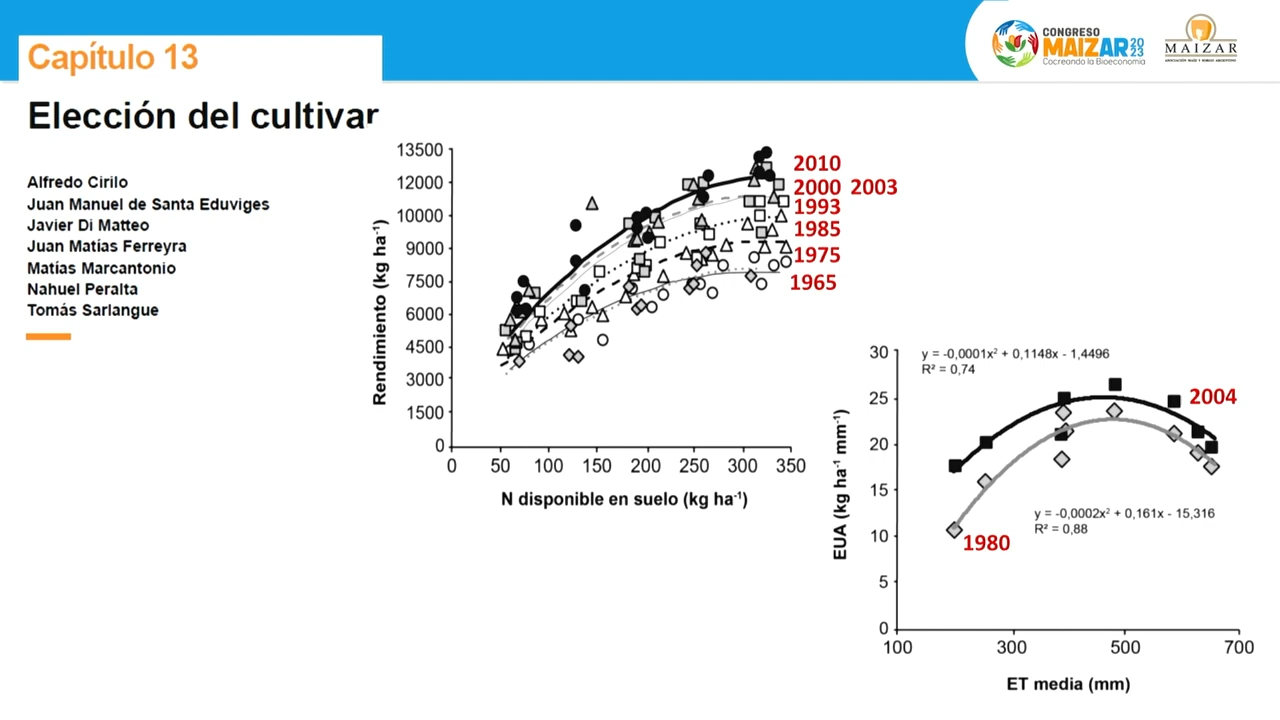 Capítulo 13
CONGRESO
MAIZAR 2023
Cocreando la Bioeconomía
MAIZAR
Elección del cultivar
Alfredo Cirilo
Juan Manuel de Santa Eduviges
Javier Di Matteo
Juan Matías Ferreyra
Matías Marcantonio
Nahuel Peralta
Tomás Sarlangue
Rendimiento (kg ha⁻¹)
13500
12000
10000
9000
7500
6000
4500
3000
1500
0
0 50 100 150 200 250 300 350
N disponible en suelo (kg ha⁻¹)
2010
2000 2003
1993
1985
1975
1965
EUA (kg ha⁻¹ mm⁻¹)
30
25
20
15
10
5
0
100 300 500 700
ET media (mm)
y = -0,0001x² + 0,1148x - 1,4496
R² = 0,74
2004
y = -0,0002x² + 0,161x - 15,316
R² = 0,88
1980